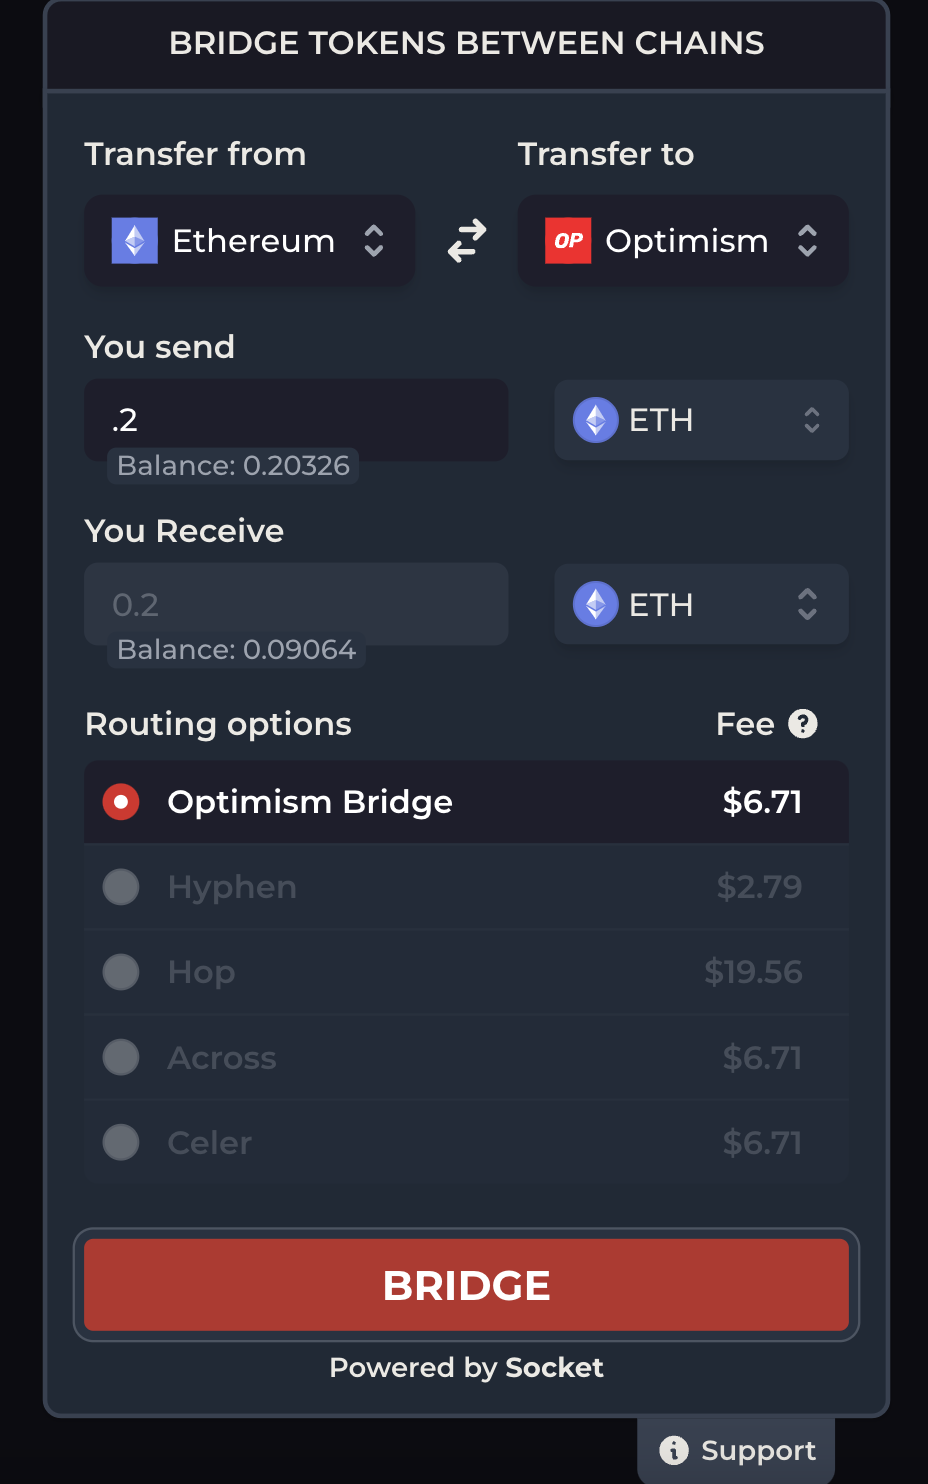 BRIDGE TOKENS BETWEEN CHAINS
Transfer from Transfer to
Ethereum OP Optimism
You send
.2 ETH
Balance: 0.20326
You Receive
0.2 ETH
Balance: 0.09064
Routing options Fee ?
Optimism Bridge $6.71
Hyphen $2.79
Hop $19.56
Across $6.71
Celer $6.71
BRIDGE
Powered by Socket
i Support